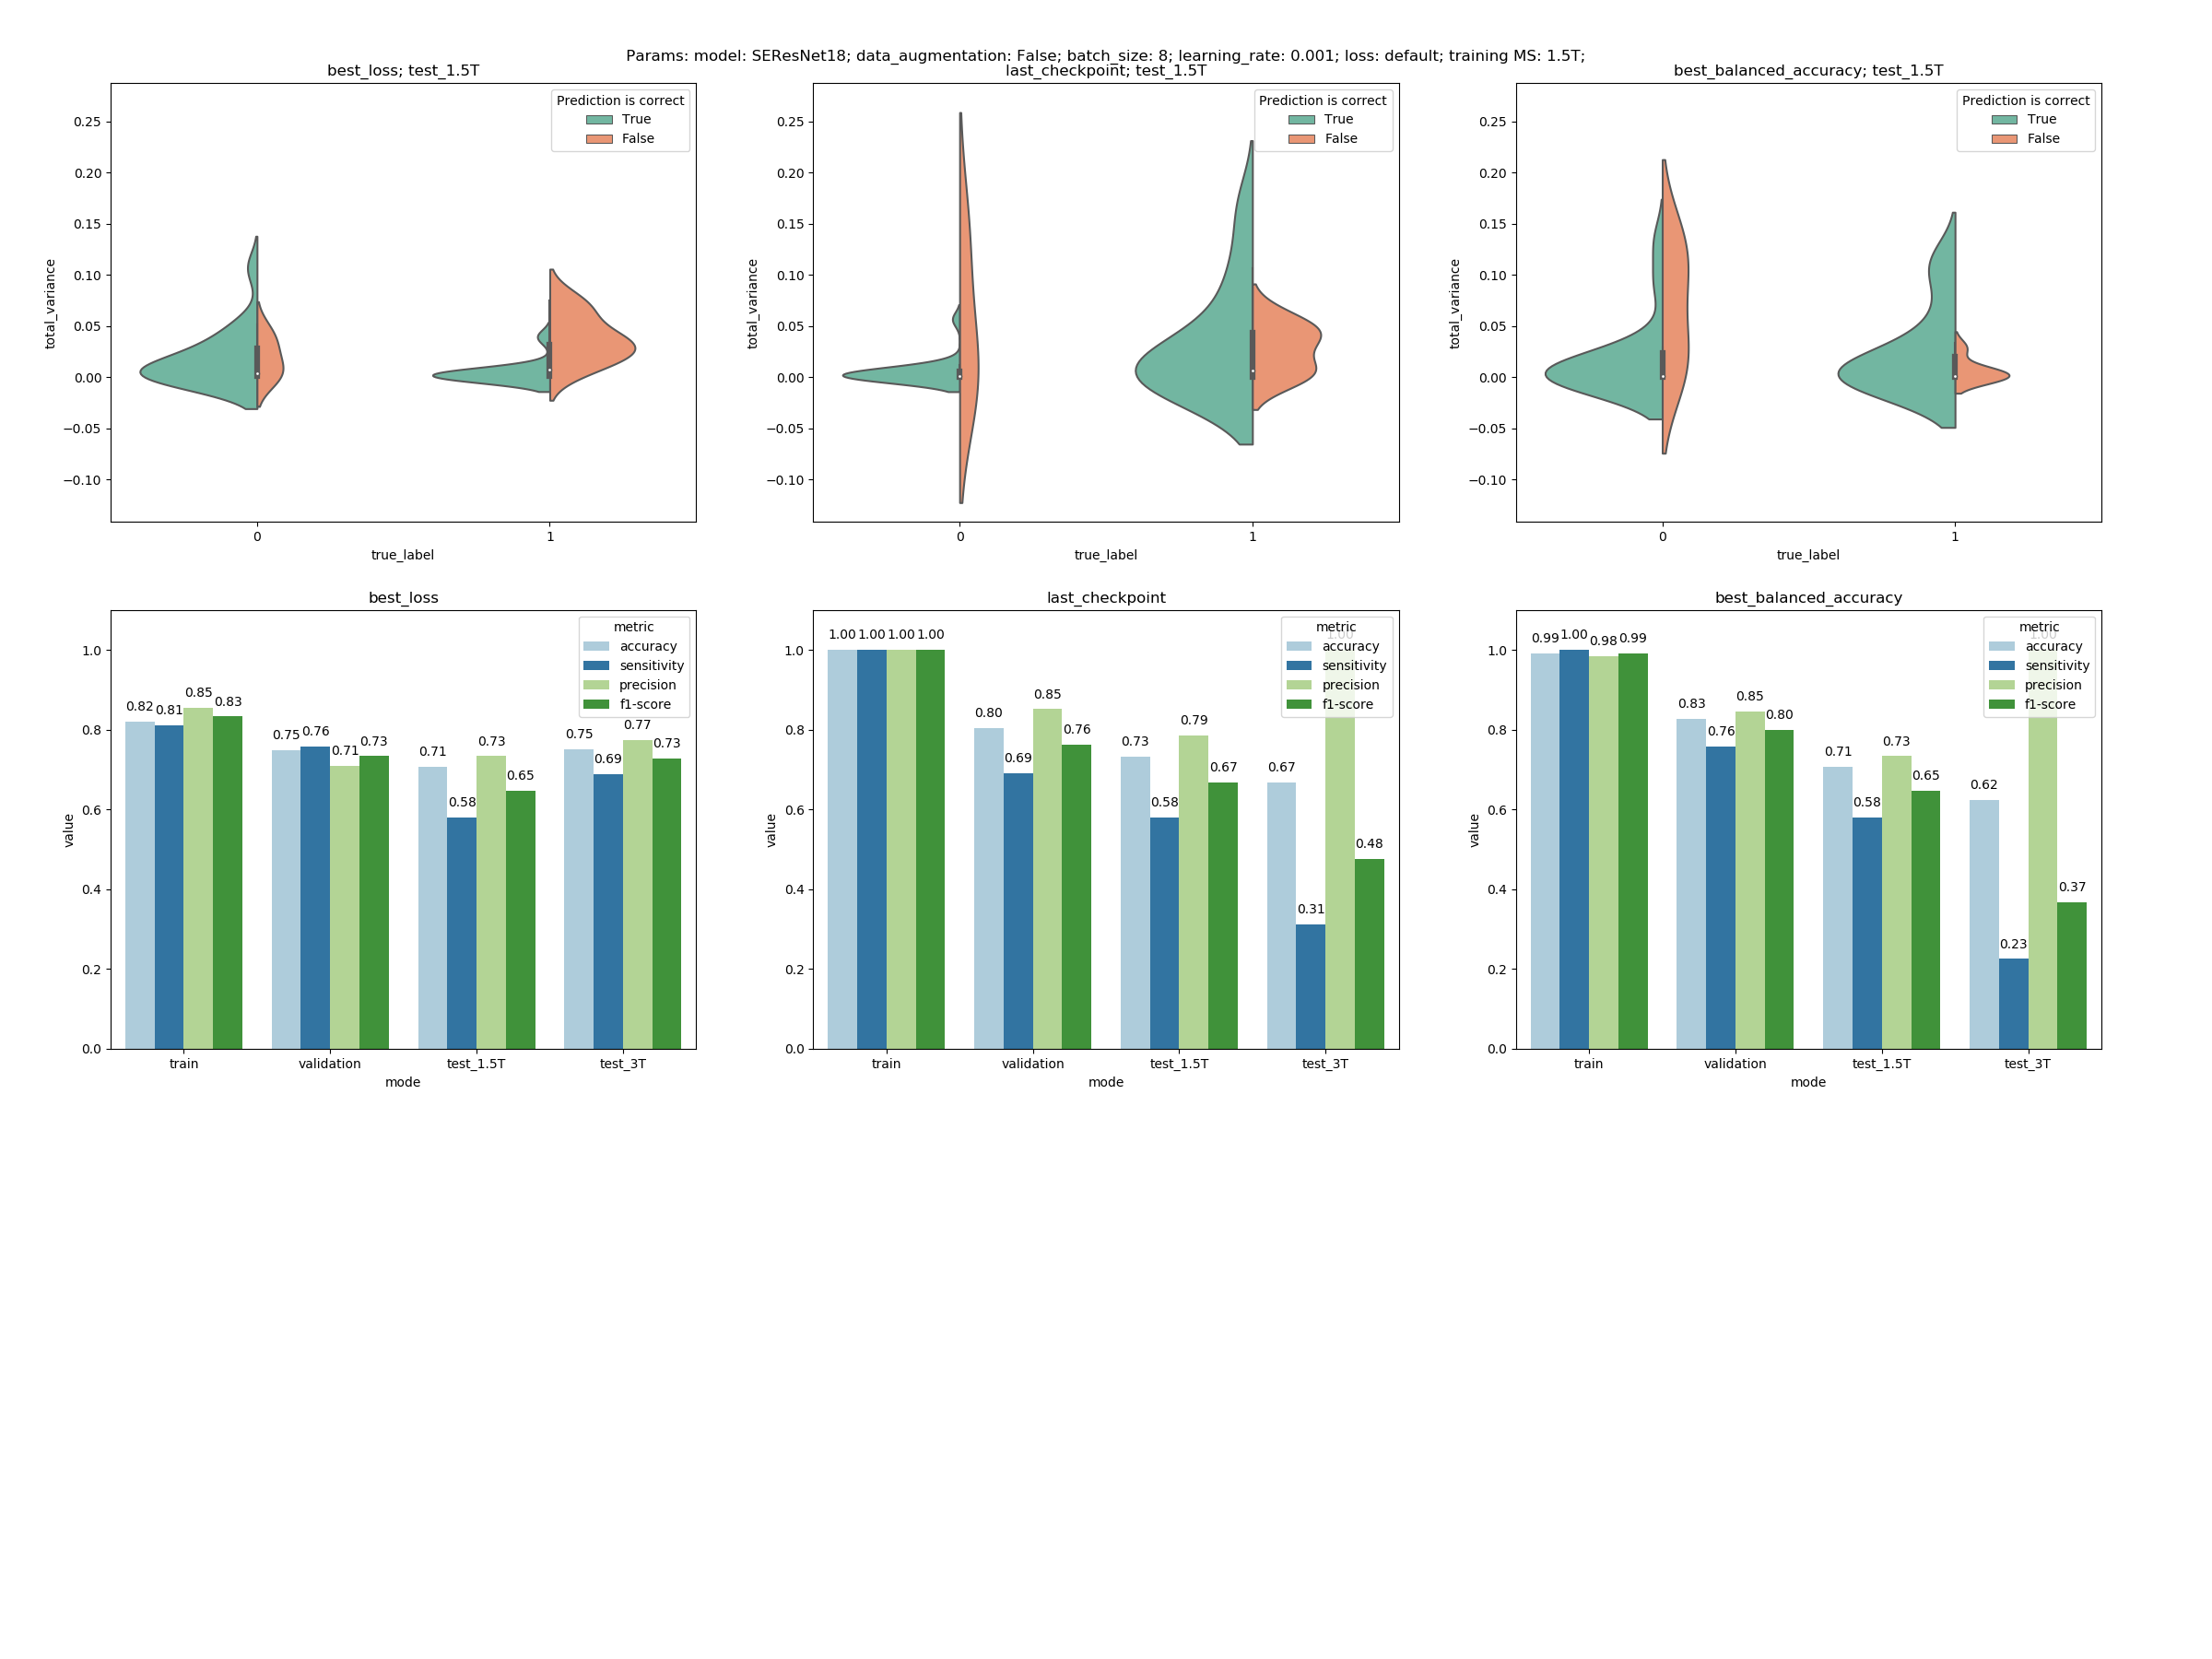 Params: model: SEResNet18; data_augmentation: False; batch_size: 8; learning_rate: 0.001; loss: default; training MS: 1.5T;
best_loss; test_1.5T
Prediction is correct
True
False
0.25
0.20
0.15
0.10
0.05
0.00
−0.05
−0.10
total_variance
0
1
true_label
last_checkpoint; test_1.5T
Prediction is correct
True
False
0.25
0.20
0.15
0.10
0.05
0.00
−0.05
−0.10
total_variance
0
1
true_label
best_balanced_accuracy; test_1.5T
Prediction is correct
True
False
0.25
0.20
0.15
0.10
0.05
0.00
−0.05
−0.10
total_variance
0
1
true_label
best_loss
metric
accuracy
sensitivity
precision
f1-score
1.0
0.8
0.6
0.4
0.2
0.0
value
0.82 0.81 0.85 0.83
0.75 0.76 0.71 0.73
0.71 0.58 0.73 0.65
0.75 0.69 0.77 0.73
train
validation
test_1.5T
test_3T
mode
last_checkpoint
metric
accuracy
sensitivity
precision
f1-score
1.0
0.8
0.6
0.4
0.2
0.0
value
1.00 1.00 1.00 1.00
0.80 0.69 0.85 0.76
0.73 0.58 0.79 0.67
0.67 0.31 1.00 0.48
train
validation
test_1.5T
test_3T
mode
best_balanced_accuracy
metric
accuracy
sensitivity
precision
f1-score
1.0
0.8
0.6
0.4
0.2
0.0
value
0.99 1.00 0.98 0.99
0.83 0.76 0.85 0.80
0.71 0.58 0.73 0.65
0.62 0.23 1.00 0.37
train
validation
test_1.5T
test_3T
mode